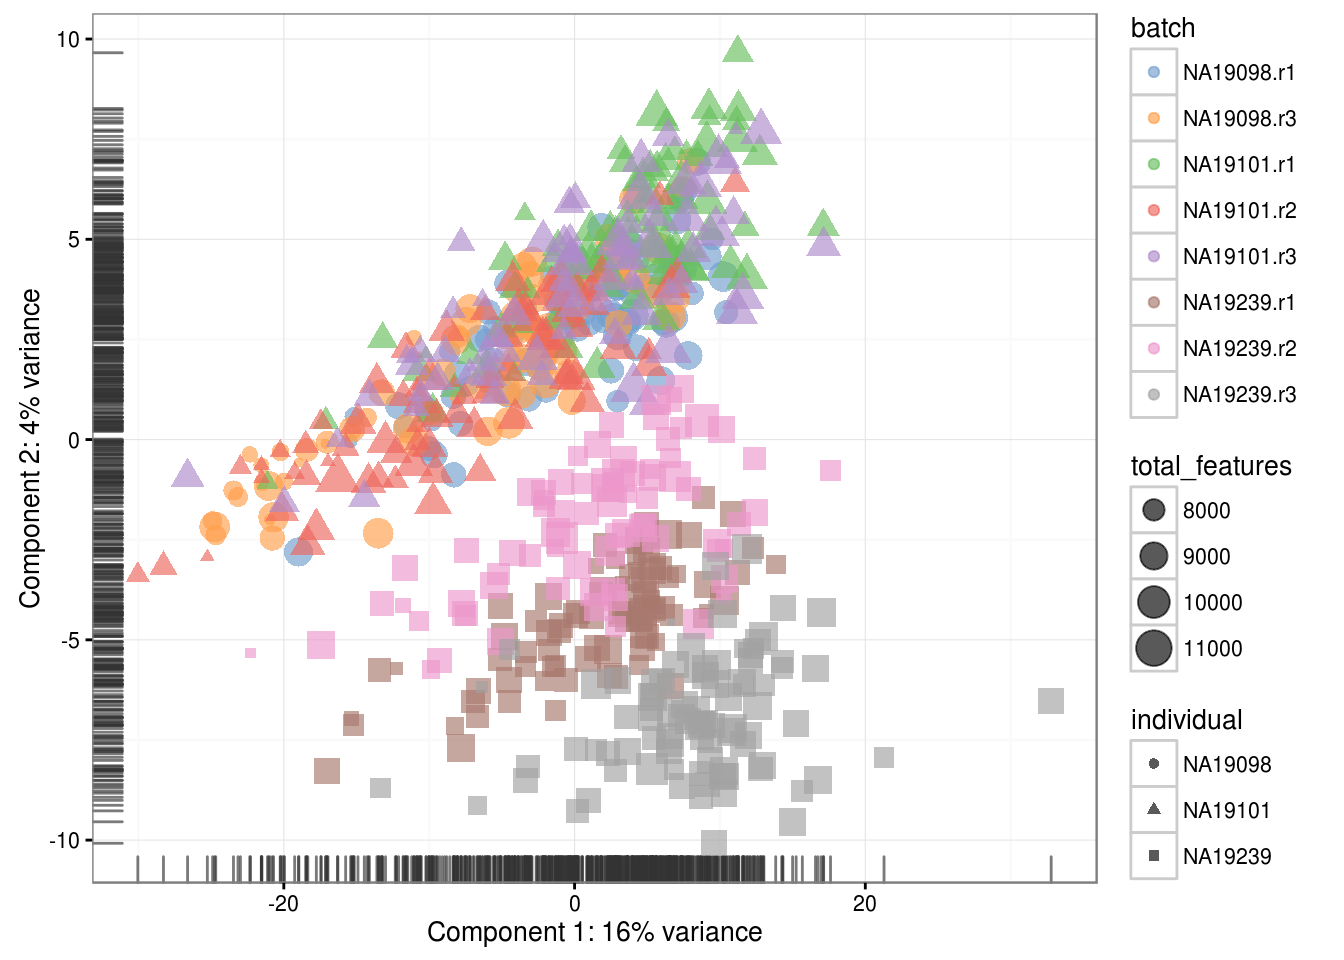 10
5
0
-5
-10
-20
0
20
Component 2: 4% variance
Component 1: 16% variance
batch
NA19098.r1
NA19098.r3
NA19101.r1
NA19101.r2
NA19101.r3
NA19239.r1
NA19239.r2
NA19239.r3
total_features
8000
9000
10000
11000
individual
NA19098
NA19101
NA19239